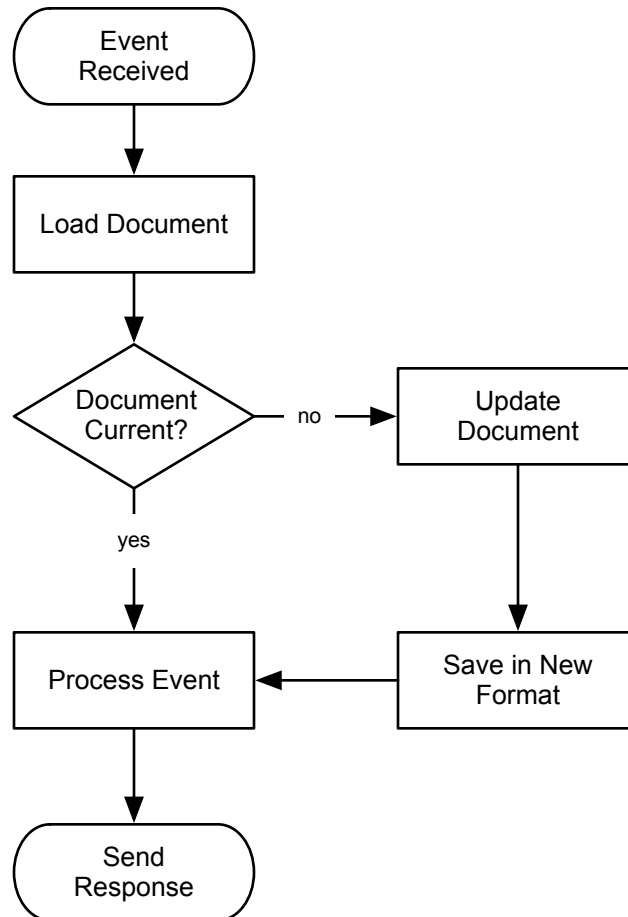 Event
Received
Load Document
Document
Current?
no
Update
Document
yes
Process Event
Save in New
Format
Send
Response